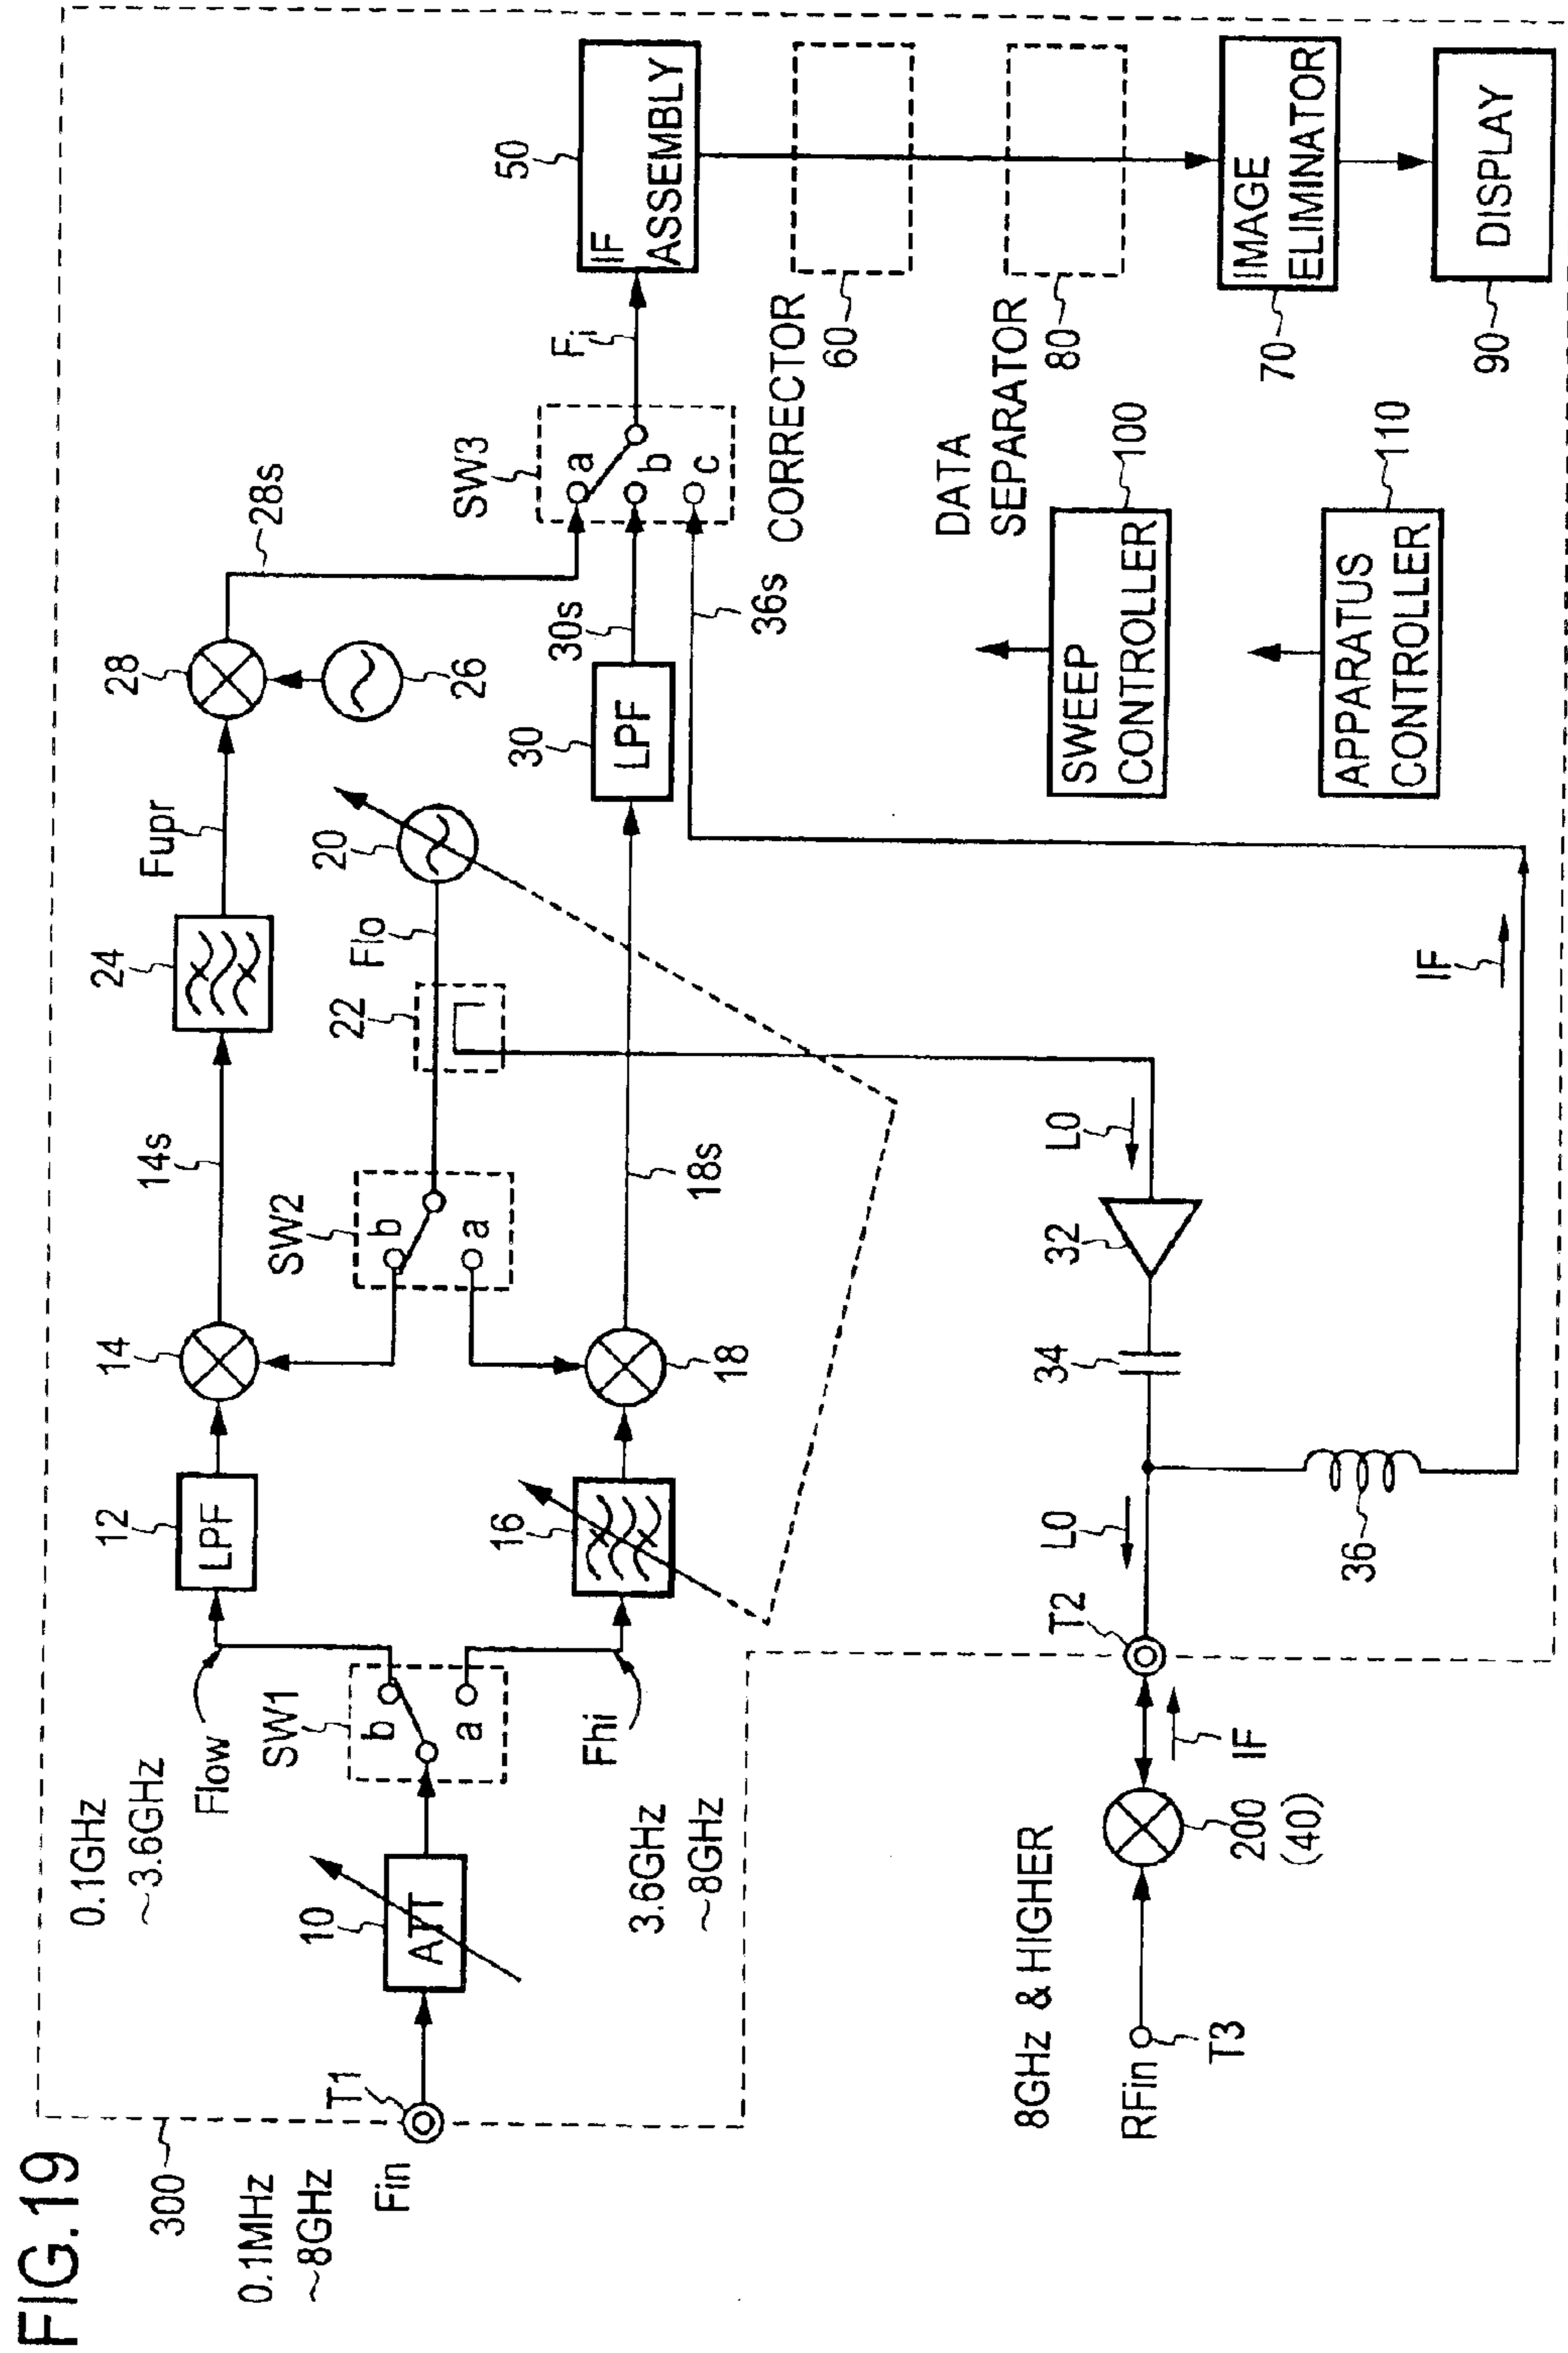 FIG.19
300
0.1MHz
~8GHz
Fin
T1
10
ATT
0.1GHz
~3.6GHz
Flow
SW1
b
a
Fhi
3.6GHz
~8GHz
12
LPF
14
14s
24
Fupr
28
28s
26
16
18
18s
SW2
b
a
22
Flo
20
30
LPF
30s
36s
SW3
a
b
c
Fi
50
IF
ASSEMBLY
CORRECTOR
60
DATA
SEPARATOR
80
IMAGE
ELIMINATOR
70
DISPLAY
90
SWEEP
CONTROLLER
100
APPARATUS
CONTROLLER
110
8GHz & HIGHER
RFin
T3
200
(40)
IF
T2
LO
36
34
32
LO
IF